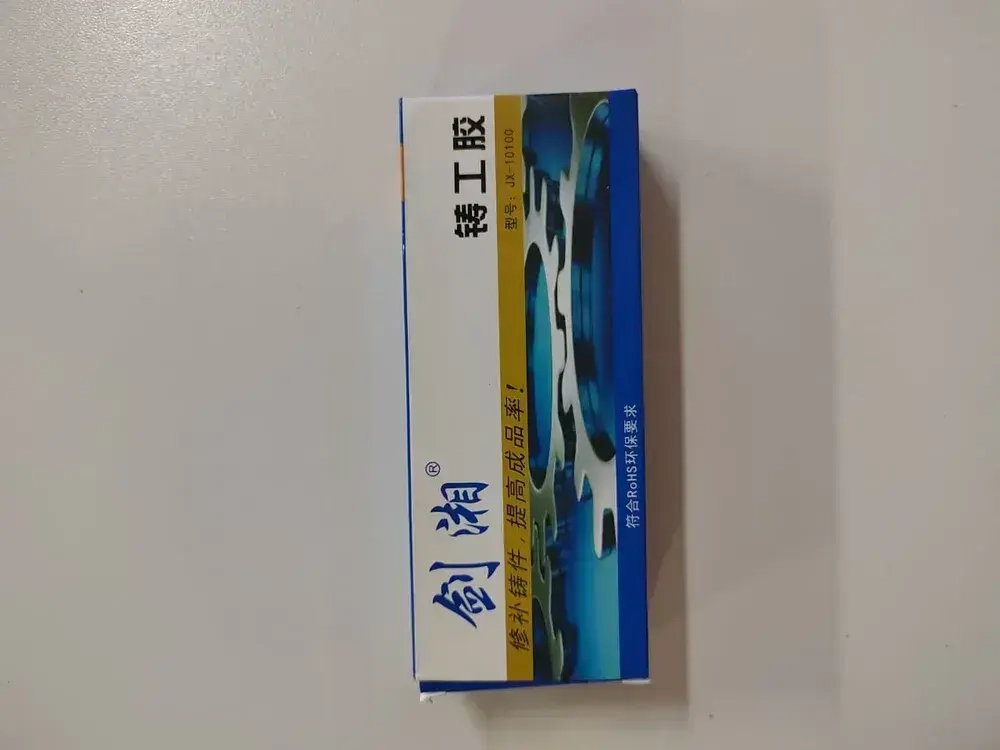 剑湘®
铸工胶
修补铸件，提高成品率！
型号：JX-10100
符合RoHS环保要求